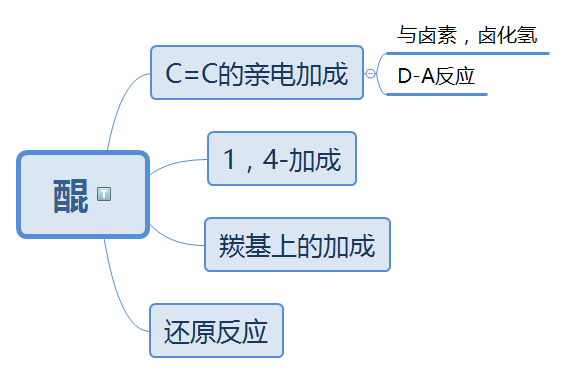 与卤素，卤化氢
C=C的亲电加成
D-A反应
1，4-加成
醌
T
羰基上的加成
还原反应